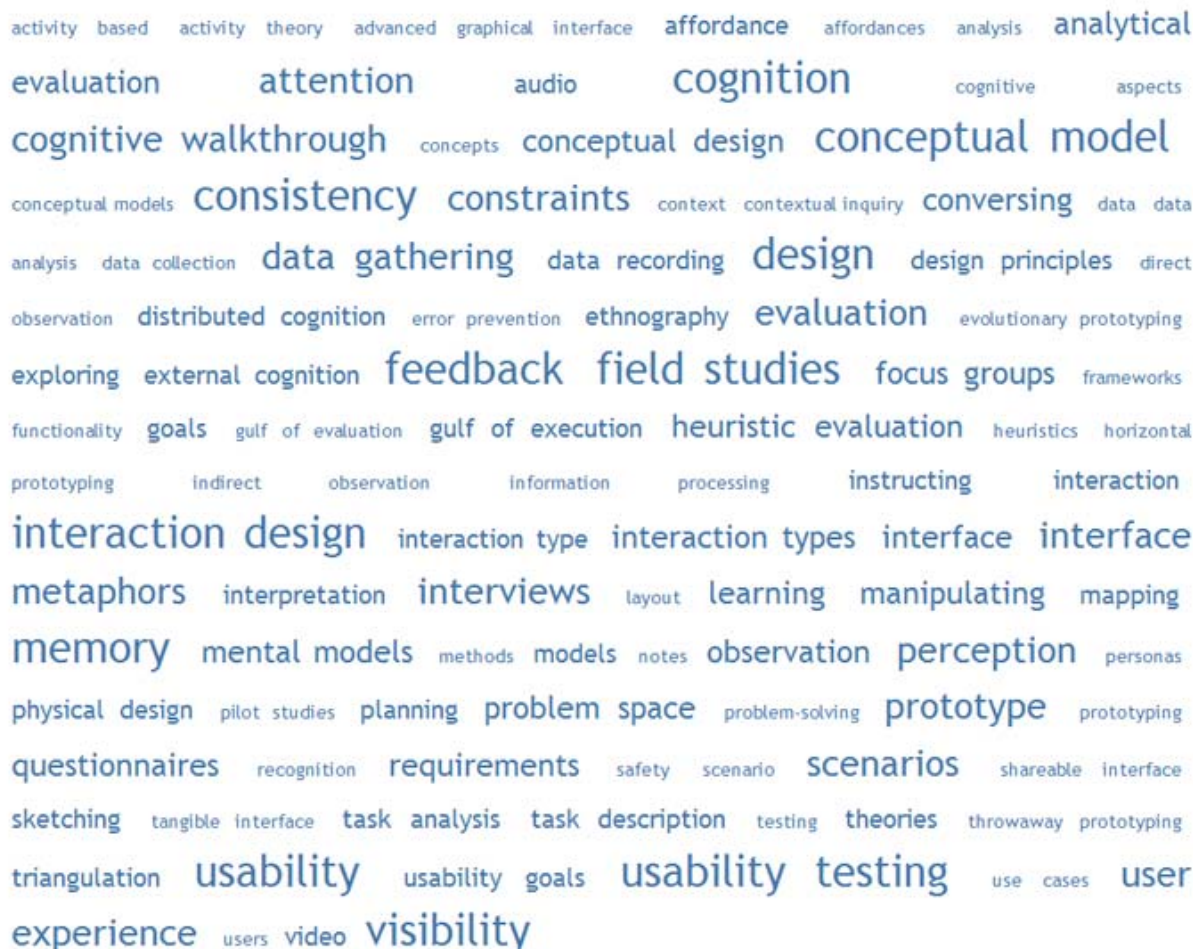 activity based activity theory advanced graphical interface affordance affordances analysis analytical
evaluation attention audio cognition cognitive aspects
cognitive walkthrough concepts conceptual design conceptual model
conceptual models consistency constraints context contextual inquiry conversing data data
analysis data collection data gathering data recording design design principles direct
observation distributed cognition error prevention ethnography evaluation evolutionary prototyping
exploring external cognition feedback field studies focus groups frameworks
functionality goals gulf of evaluation gulf of execution heuristic evaluation heuristics horizontal
prototyping indirect observation information processing instructing interaction
interaction design interaction type interaction types interface interface
metaphors interpretation interviews layout learning manipulating mapping
memory mental models methods models notes observation perception personas
physical design pilot studies planning problem space problem-solving prototype prototyping
questionnaires recognition requirements safety scenario scenarios shareable interface
sketching tangible interface task analysis task description testing theories throwaway prototyping
triangulation usability usability goals usability testing use cases user
experience users video visibility